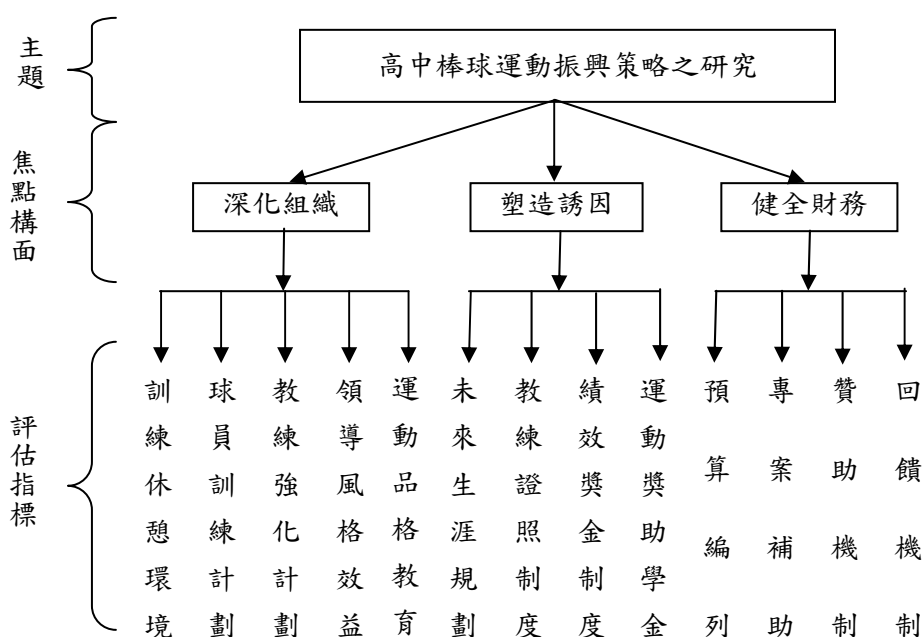 主題
高中棒球運動振興策略之研究
焦點構面
深化組織
塑造誘因
健全財務
評估指標
訓練休憩環境
球員訓練計劃
教練強化計劃
領導風格效益
運動品格教育
未來生涯規劃
教練證照制度
績效獎金制度
運動獎助學金
預算編列
專案補助
贊助機制
回饋機制